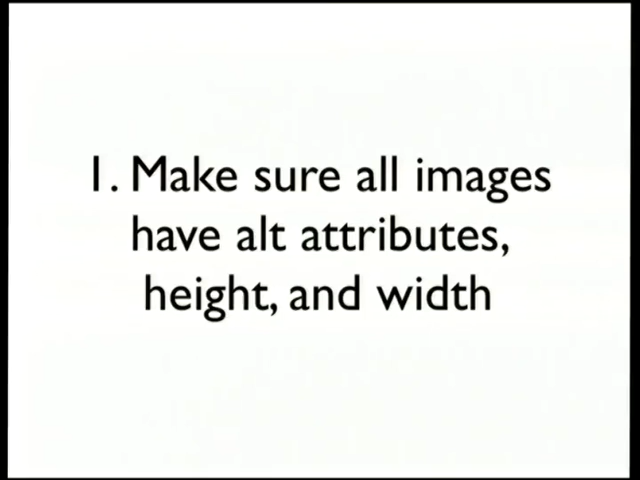 1. Make sure all images
have alt attributes,
height, and width